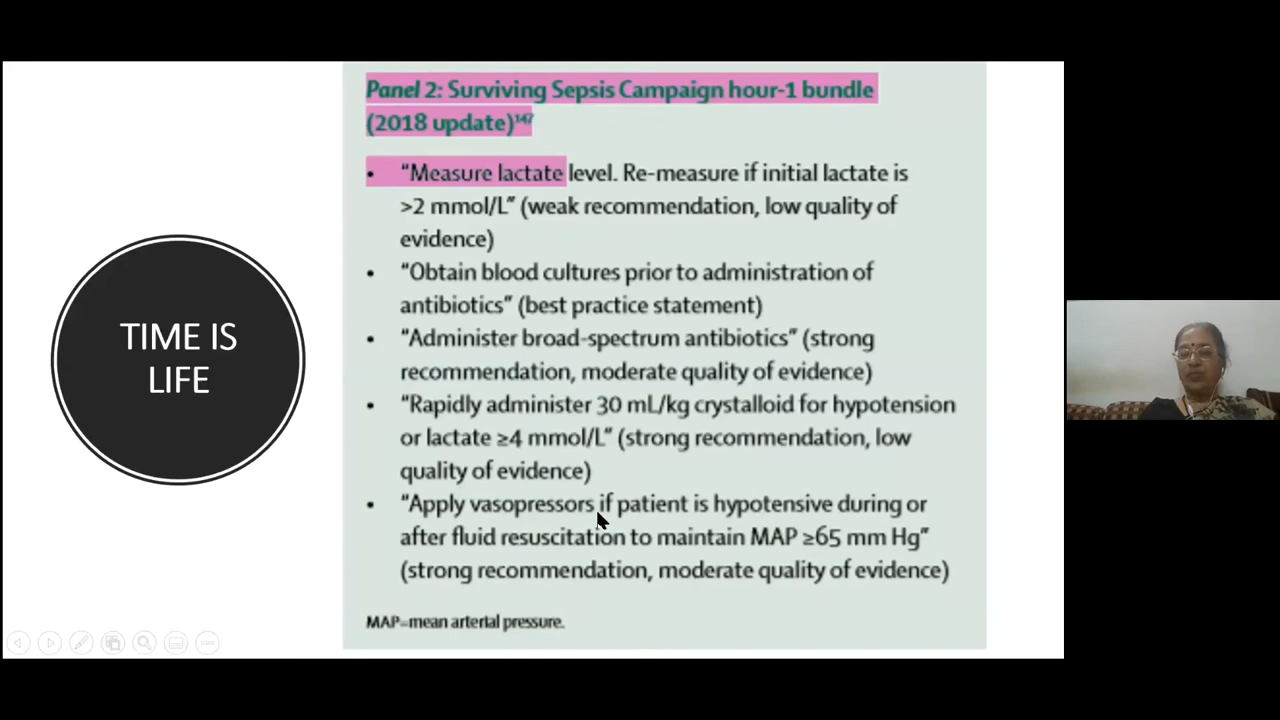 TIME IS
LIFE
Panel 2: Surviving Sepsis Campaign hour-1 bundle
(2018 update)147
• “Measure lactate level. Re-measure if initial lactate is
>2 mmol/L” (weak recommendation, low quality of
evidence)
• “Obtain blood cultures prior to administration of
antibiotics” (best practice statement)
• “Administer broad-spectrum antibiotics” (strong
recommendation, moderate quality of evidence)
• “Rapidly administer 30 mL/kg crystalloid for hypotension
or lactate ≥4 mmol/L” (strong recommendation, low
quality of evidence)
• “Apply vasopressors if patient is hypotensive during or
after fluid resuscitation to maintain MAP ≥65 mm Hg”
(strong recommendation, moderate quality of evidence)
MAP=mean arterial pressure.